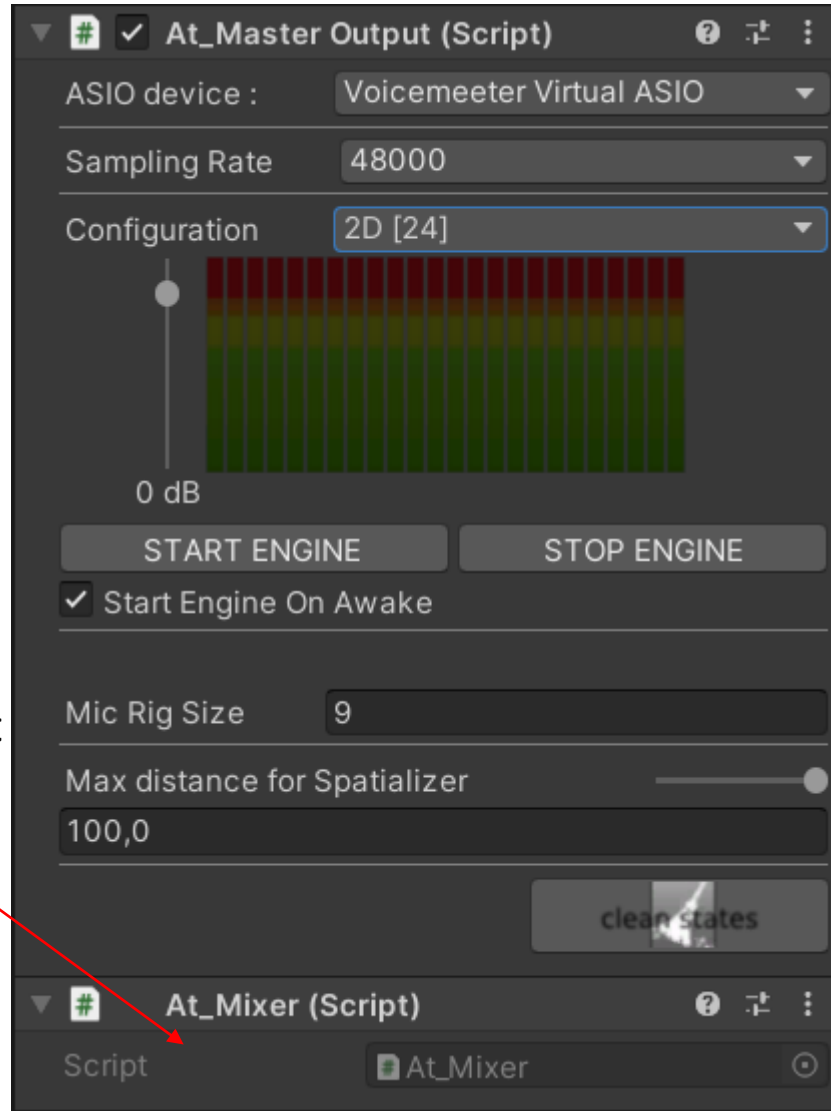 # At_Master Output (Script)
ASIO device : Voicemeeter Virtual ASIO
Sampling Rate 48000
Configuration 2D [24]
0 dB
START ENGINE STOP ENGINE
Start Engine On Awake
Mic Rig Size 9
Max distance for Spatializer
100,0
clean states
# At_Mixer (Script)
Script # At_Mixer